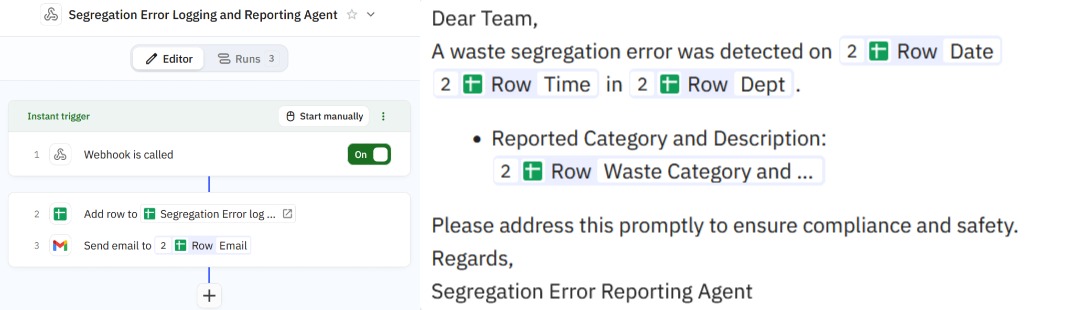 Segregation Error Logging and Reporting Agent
Editor
Runs 3
Instant trigger
Start manually
1 Webhook is called
On
2 Add row to Segregation Error log ...
3 Send email to 2 Row Email
Dear Team,
A waste segregation error was detected on 2 Row Date
2 Row Time in 2 Row Dept .
• Reported Category and Description:
2 Row Waste Category and ...
Please address this promptly to ensure compliance and safety.
Regards,
Segregation Error Reporting Agent